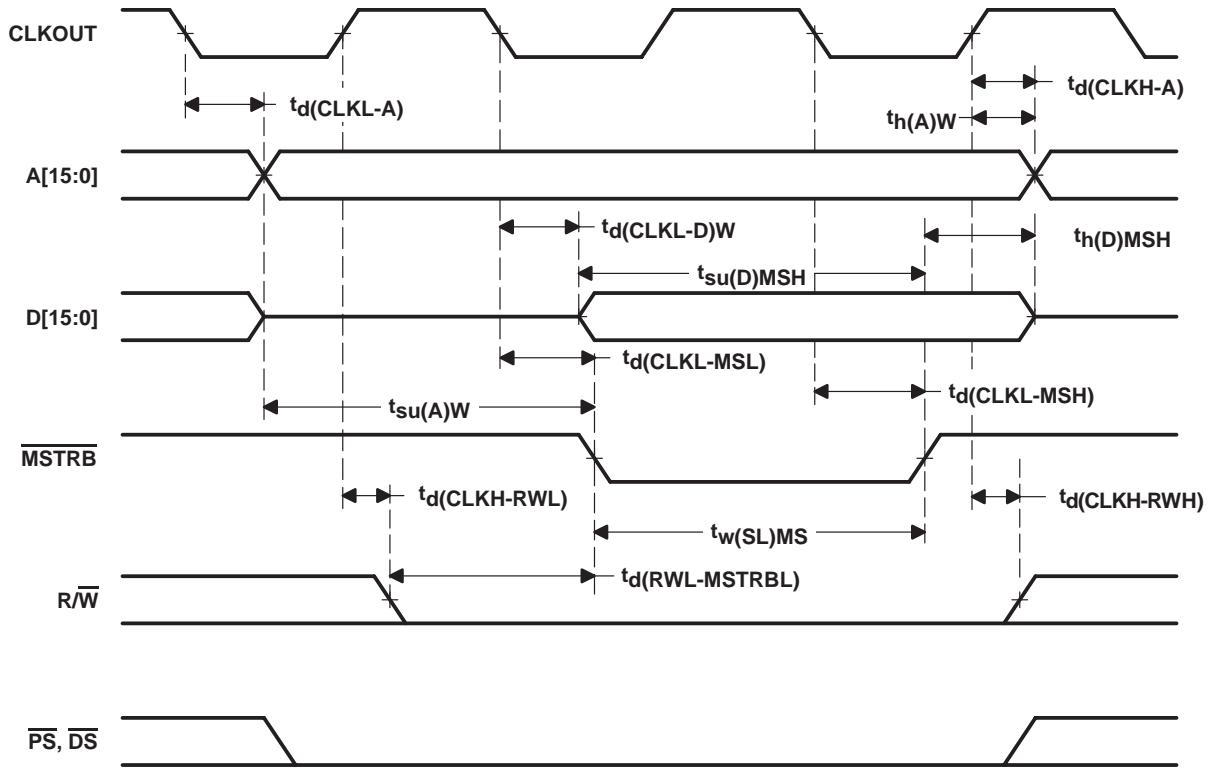 CLKOUT
td(CLKL-A)
td(CLKH-A)
th(A)W
A[15:0]
td(CLKL-D)W
th(D)MSH
tsu(D)MSH
D[15:0]
td(CLKL-MSL)
td(CLKL-MSH)
tsu(A)W
MSTRB
td(CLKH-RWL)
td(CLKH-RWH)
tw(SL)MS
td(RWL-MSTRBL)
R/W
PS, DS